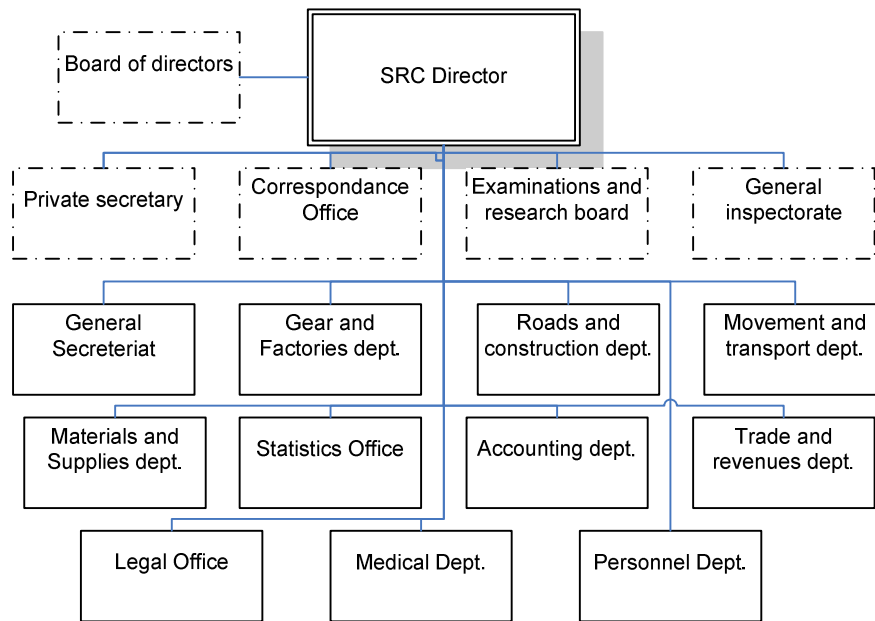 Board of directors
SRC Director
Private secretary
Correspondance
Office
Examinations and
research board
General
inspectorate
General
Secreteriat
Gear and
Factories dept.
Roads and
construction dept.
Movement and
transport dept.
Materials and
Supplies dept.
Statistics Office
Accounting dept.
Trade and
revenues dept.
Legal Office
Medical Dept.
Personnel Dept.